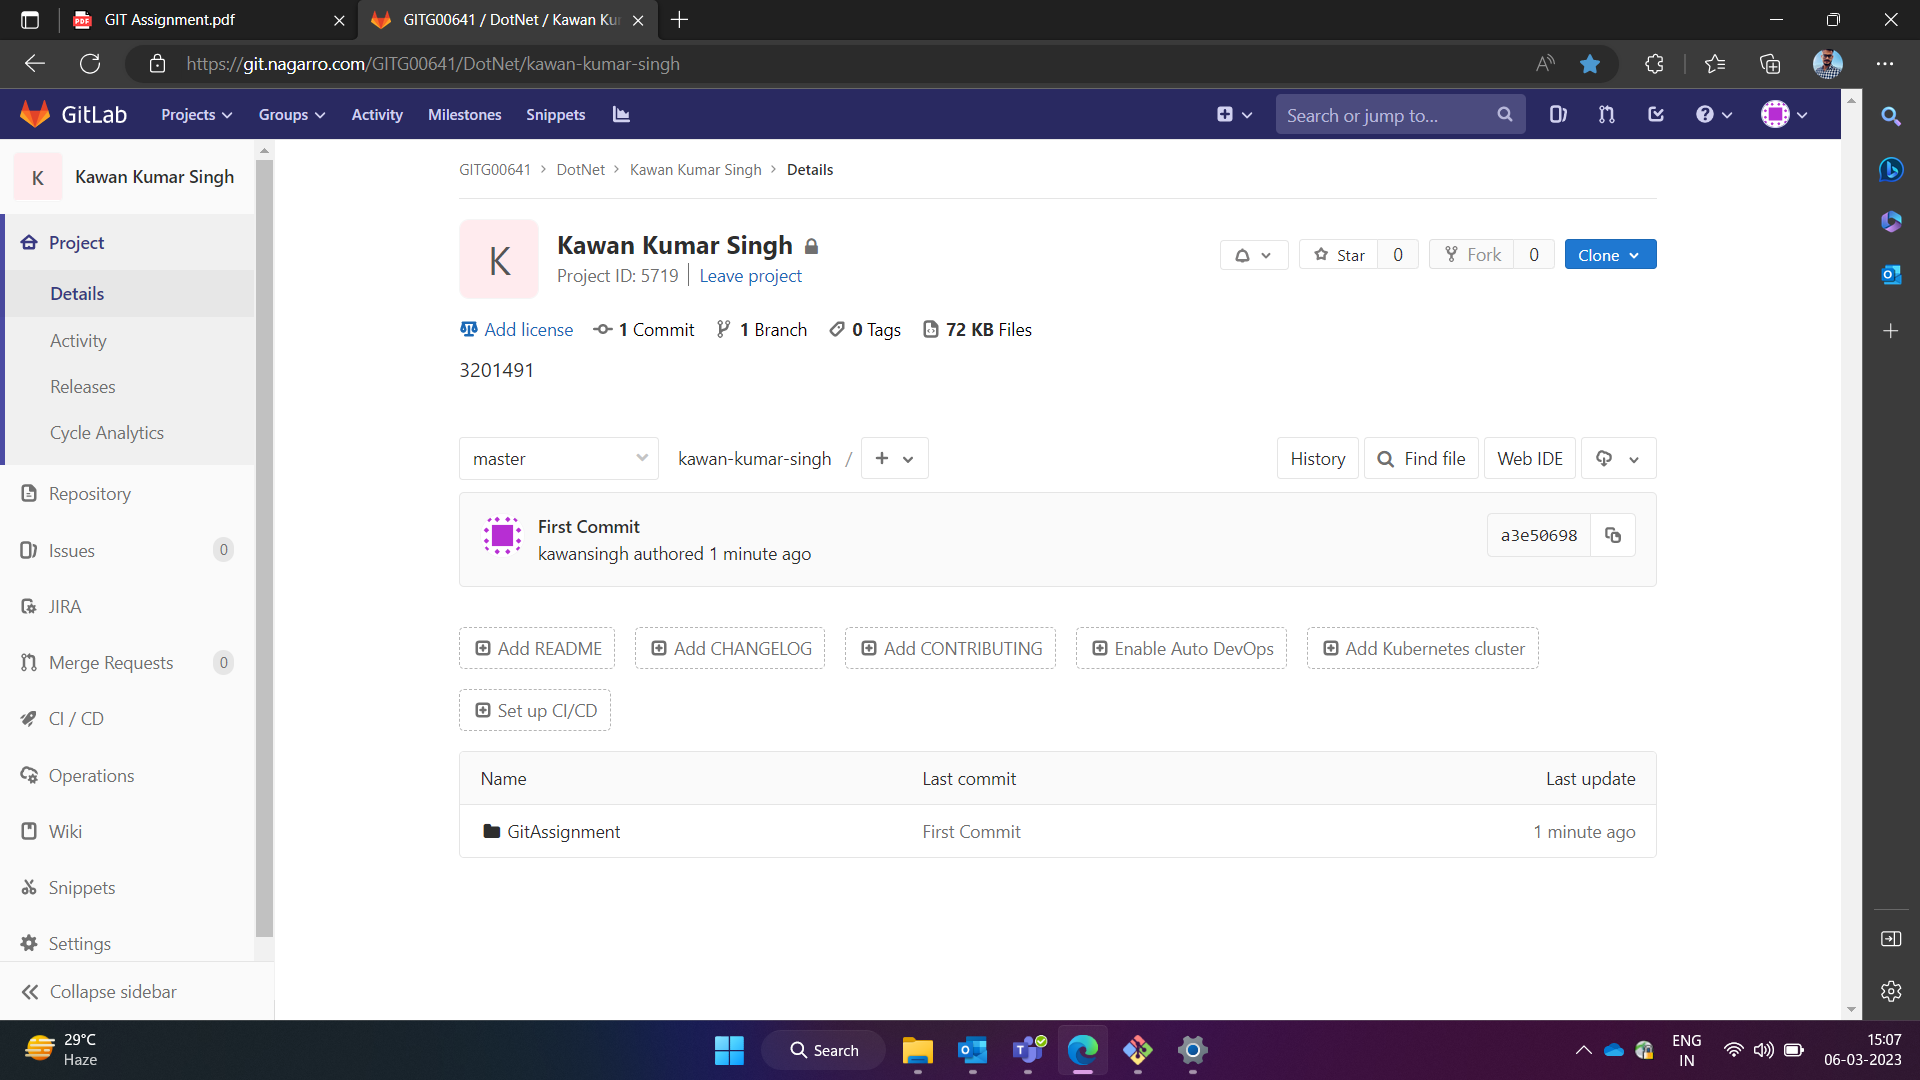 GIT Assignment.pdf
GITG00641 / DotNet / Kawan Ku
https://git.nagarro.com/GITG00641/DotNet/kawan-kumar-singh
GitLab Projects Groups Activity Milestones Snippets Search or jump to...
K Kawan Kumar Singh
Project
Details
Activity
Releases
Cycle Analytics
Repository
Issues 0
JIRA
Merge Requests 0
CI / CD
Operations
Wiki
Snippets
Settings
Collapse sidebar
GITG00641 > DotNet > Kawan Kumar Singh > Details
K
Kawan Kumar Singh
Project ID: 5719 | Leave project
Star 0 Fork 0 Clone
Add license 1 Commit 1 Branch 0 Tags 72 KB Files
3201491
master kawan-kumar-singh / + History Find file Web IDE
First Commit
kawansingh authored 1 minute ago
a3e50698
Add README Add CHANGELOG Add CONTRIBUTING Enable Auto DevOps Add Kubernetes cluster
Set up CI/CD
Name Last commit Last update
GitAssignment First Commit 1 minute ago
29°C
Haze
Search
ENG
IN
15:07
06-03-2023